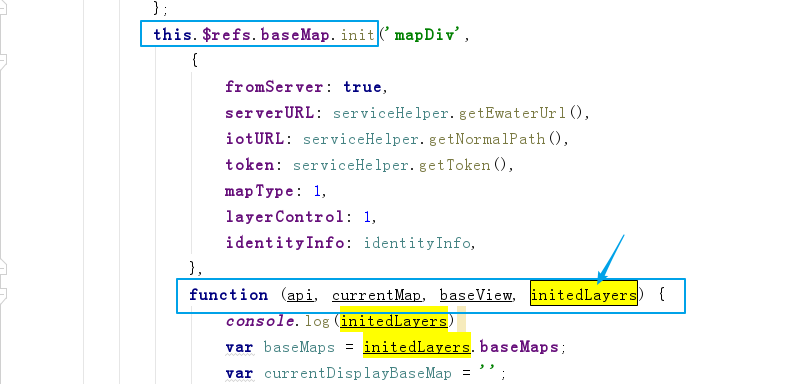 };
this.$refs.baseMap.init('mapDiv',
{
fromServer: true,
serverURL: serviceHelper.getEwaterUrl(),
iotURL: serviceHelper.getNormalPath(),
token: serviceHelper.getToken(),
mapType: 1,
layerControl: 1,
identityInfo: identityInfo,
},
function (api, currentMap, baseView, initedLayers) {
console.log(initedLayers)
var baseMaps = initedLayers.baseMaps;
var currentDisplayBaseMap = '';